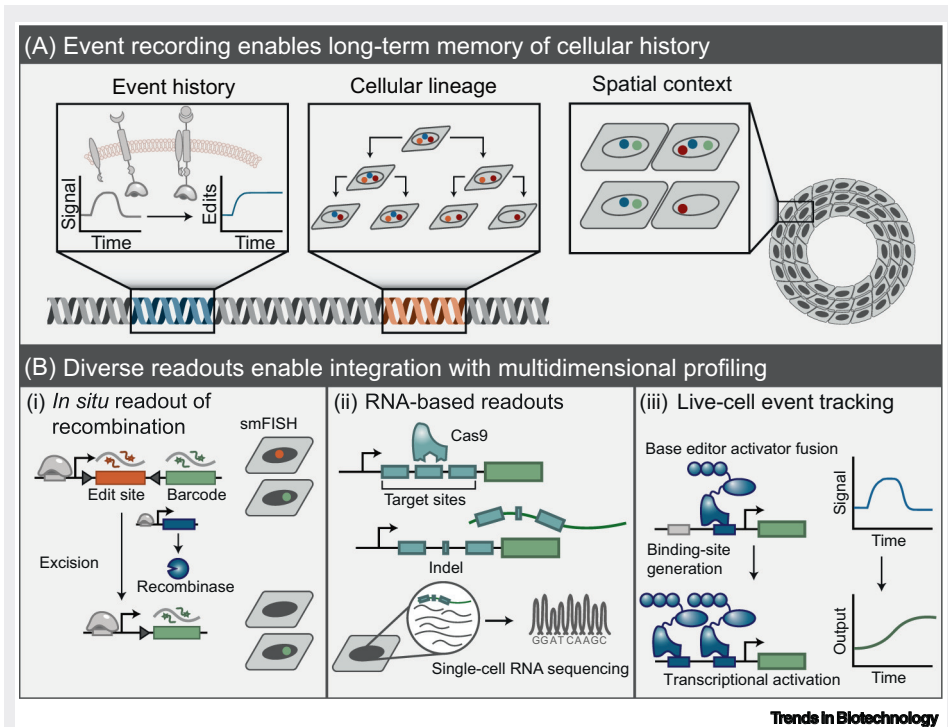 (A) Event recording enables long-term memory of cellular history
Event history
Cellular lineage
Spatial context
Signal
Time
Edits
Time
(B) Diverse readouts enable integration with multidimensional profiling
(i) In situ readout of
recombination
smFISH
Edit site
Barcode
Excision
Recombinase
(ii) RNA-based readouts
Cas9
Target sites
Indel
GGATCAAGC
Single-cell RNA sequencing
(iii) Live-cell event tracking
Base editor activator fusion
Binding-site
generation
Transcriptional activation
Signal
Time
Output
Time
Trends in Biotechnology